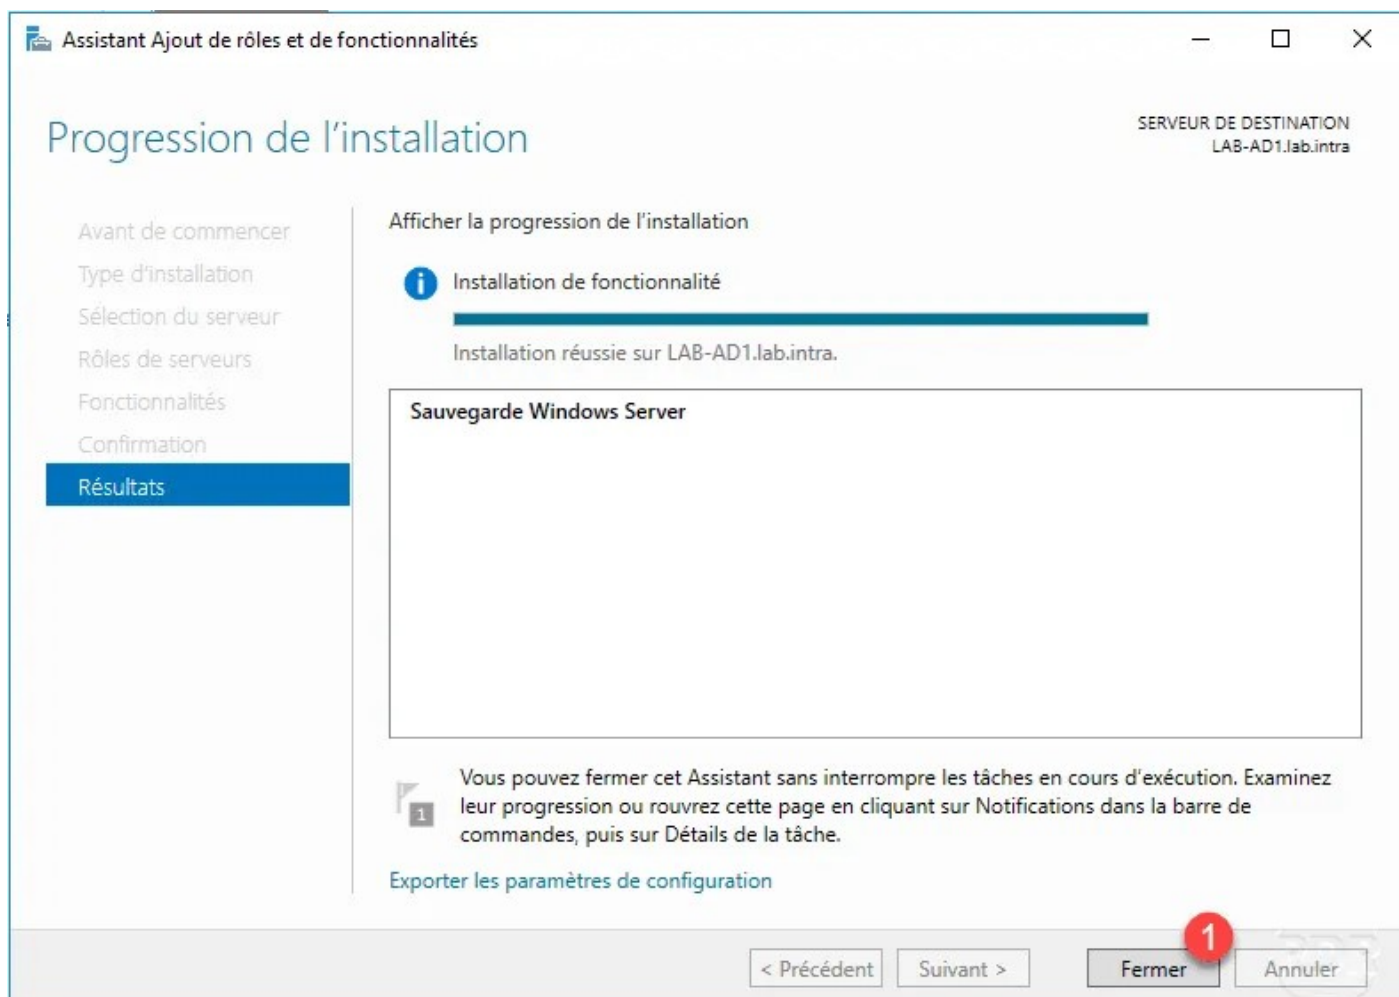 Assistant Ajout de rôles et de fonctionnalités
Progression de l'installation
SERVEUR DE DESTINATION
LAB-AD1.lab.intra
Avant de commencer
Type d'installation
Sélection du serveur
Rôles de serveurs
Fonctionnalités
Confirmation
Résultats
Afficher la progression de l'installation
Installation de fonctionnalité
Installation réussie sur LAB-AD1.lab.intra.
Sauvegarde Windows Server
1
Vous pouvez fermer cet Assistant sans interrompre les tâches en cours d'exécution. Examinez
leur progression ou rouvrez cette page en cliquant sur Notifications dans la barre de
commandes, puis sur Détails de la tâche.
Exporter les paramètres de configuration
1
< Précédent
Suivant >
Fermer
Annuler